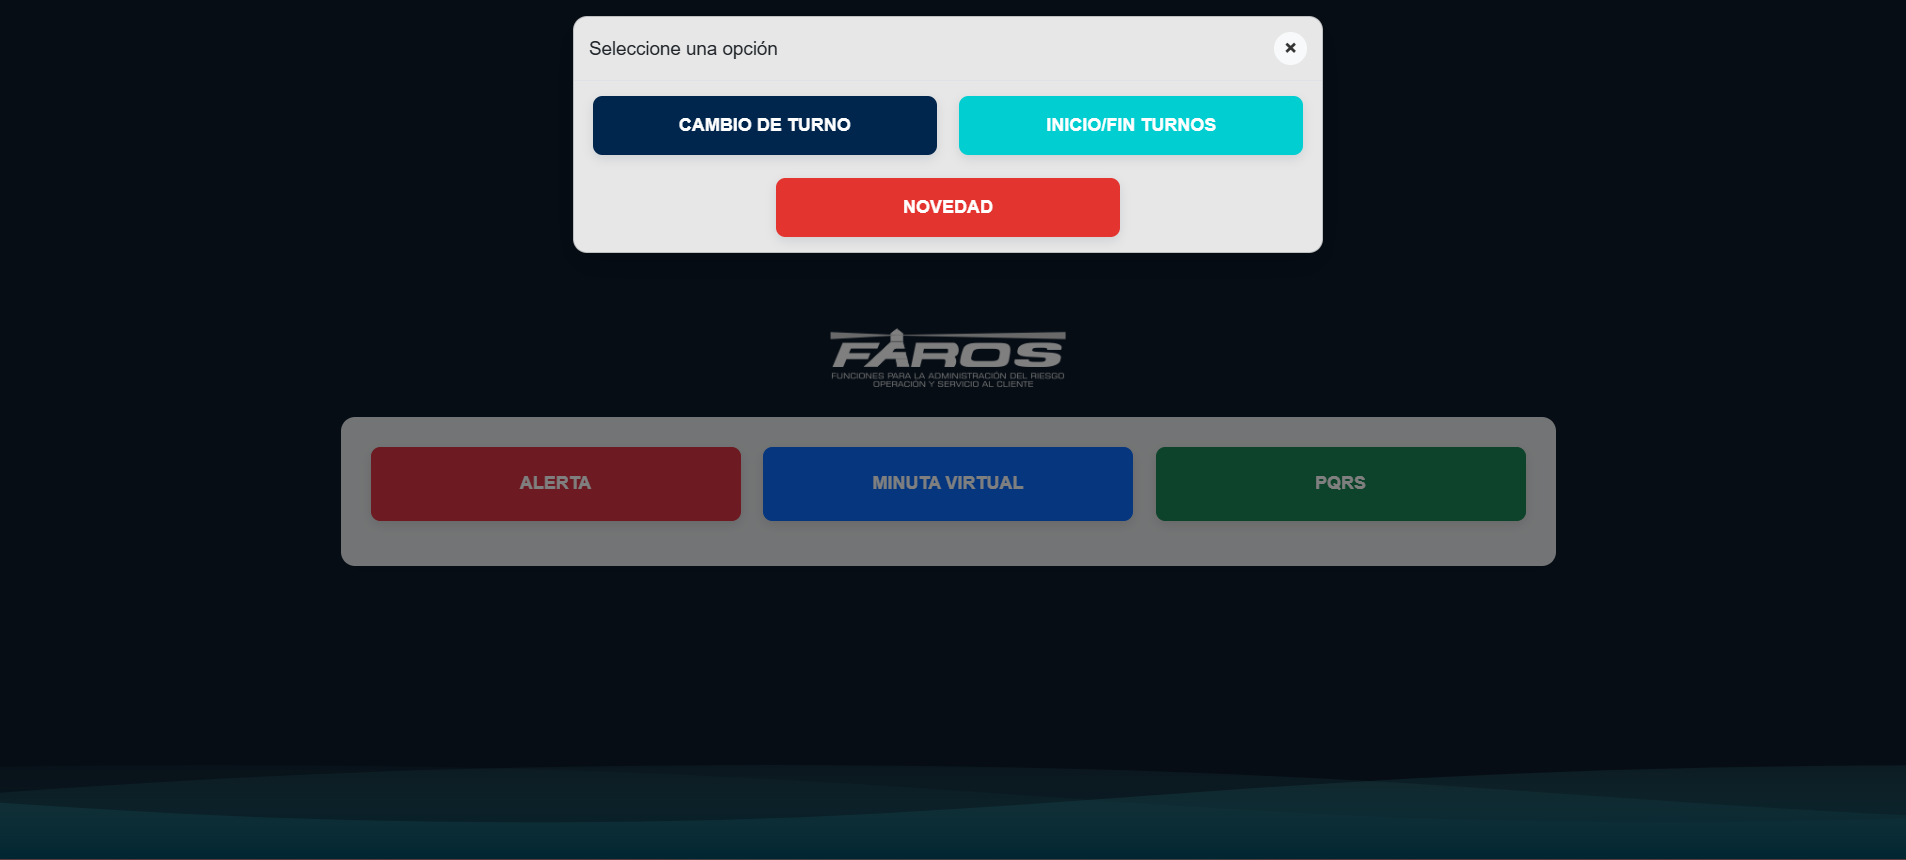 Seleccione una opción
CAMBIO DE TURNO
INICIO/FIN TURNOS
NOVEDAD
FAROS
FUNCIONES PARA LA ADMINISTRACIÓN DEL RIESGO
OPERACIÓN Y SERVICIO AL CLIENTE
ALERTA
MINUTA VIRTUAL
PQRS